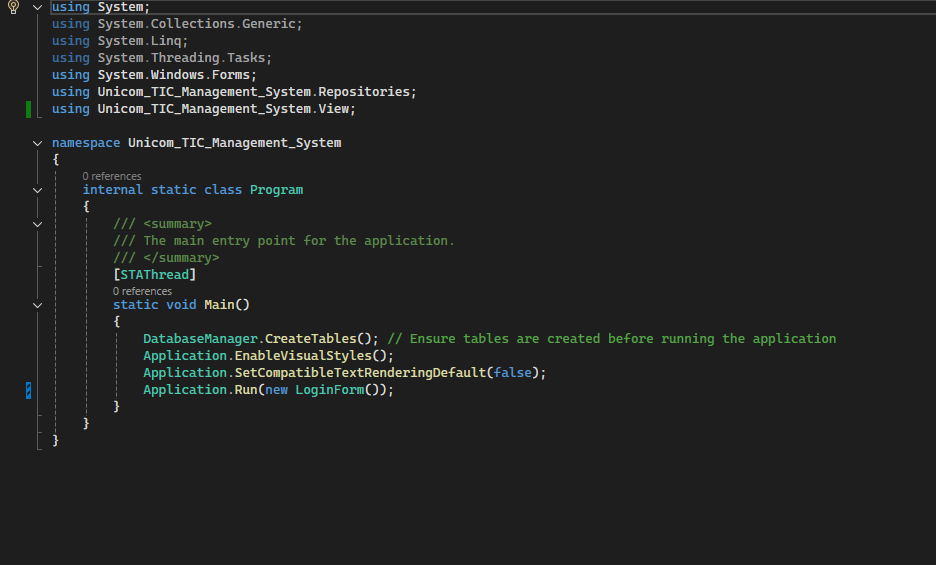 using System;
using System.Collections.Generic;
using System.Linq;
using System.Threading.Tasks;
using System.Windows.Forms;
using Unicom_TIC_Management_System.Repositories;
using Unicom_TIC_Management_System.View;
namespace Unicom_TIC_Management_System
{
0 references
internal static class Program
{
/// <summary>
/// The main entry point for the application.
/// </summary>
[STAThread]
0 references
static void Main()
{
DatabaseManager.CreateTables(); // Ensure tables are created before running the application
Application.EnableVisualStyles();
Application.SetCompatibleTextRenderingDefault(false);
Application.Run(new LoginForm());
}
}
}